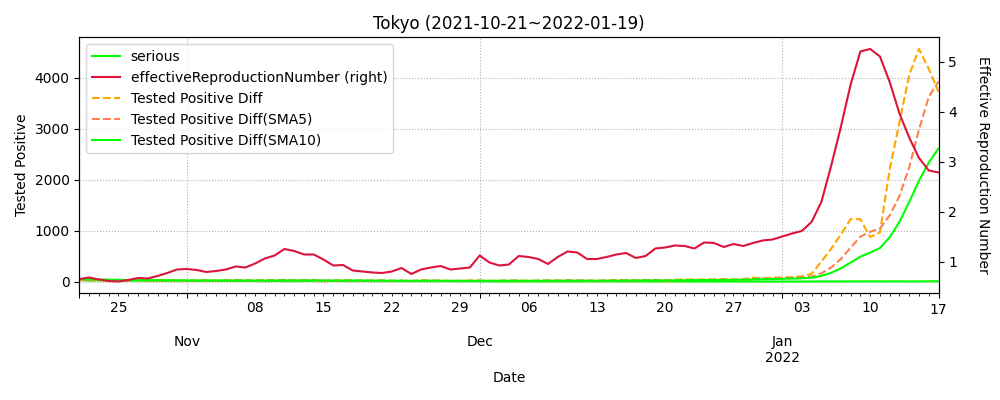 Tokyo (2021-10-21~2022-01-19)
serious
effectiveReproductionNumber (right)
Tested Positive Diff
Tested Positive Diff(SMA5)
Tested Positive Diff(SMA10)
Tested Positive
4000
3000
2000
1000
0
Effective Reproduction Number
5
4
3
2
1
25 08 15 22 29 06 13 20 27 03 10 17
Nov Dec Jan
2022
Date